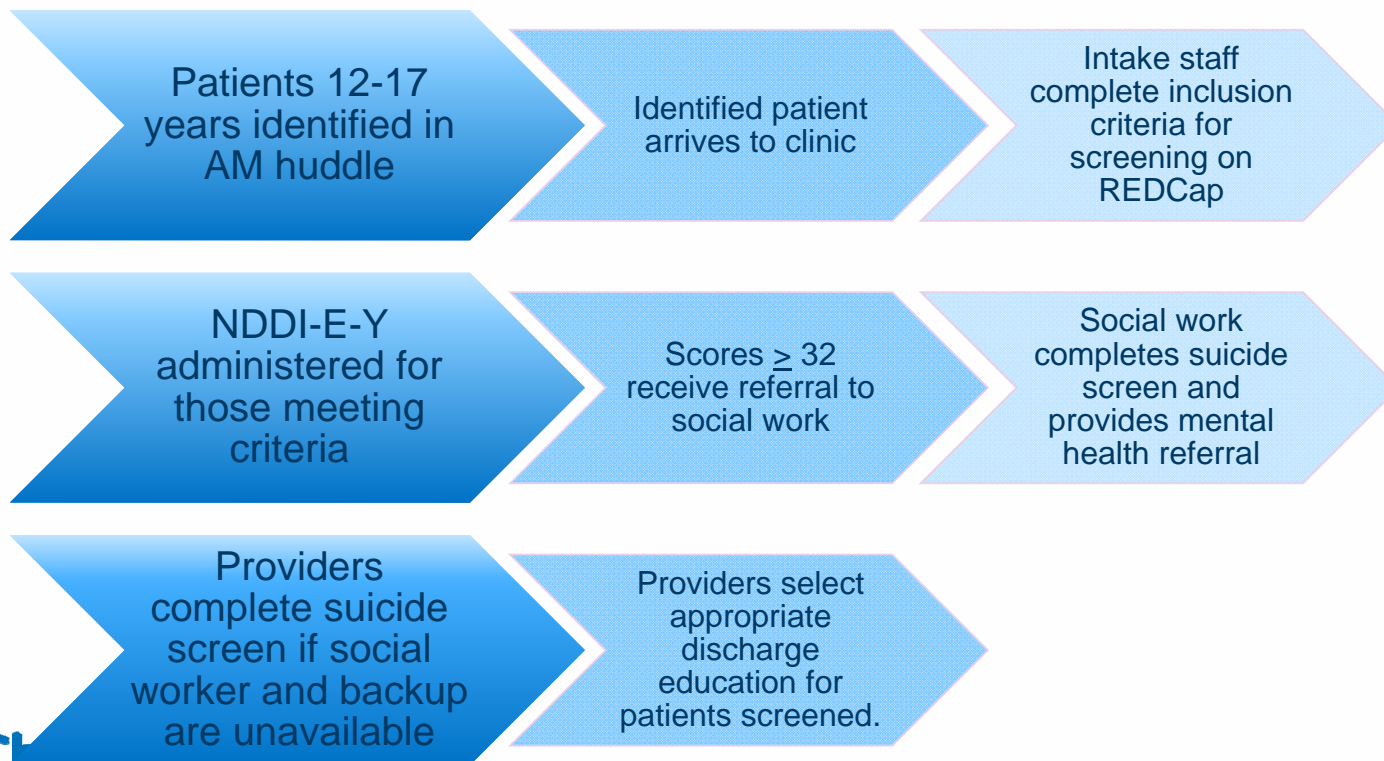 Patients 12-17
years identified in
AM huddle
Identified patient
arrives to clinic
Intake staff
complete inclusion
criteria for
screening on
REDCap
NDDI-E-Y
administered for
those meeting
criteria
Scores ≥ 32
receive referral to
social work
Social work
completes suicide
screen and
provides mental
health referral
Providers
complete suicide
screen if social
worker and backup
are unavailable
Providers select
appropriate
discharge
education for
patients screened.